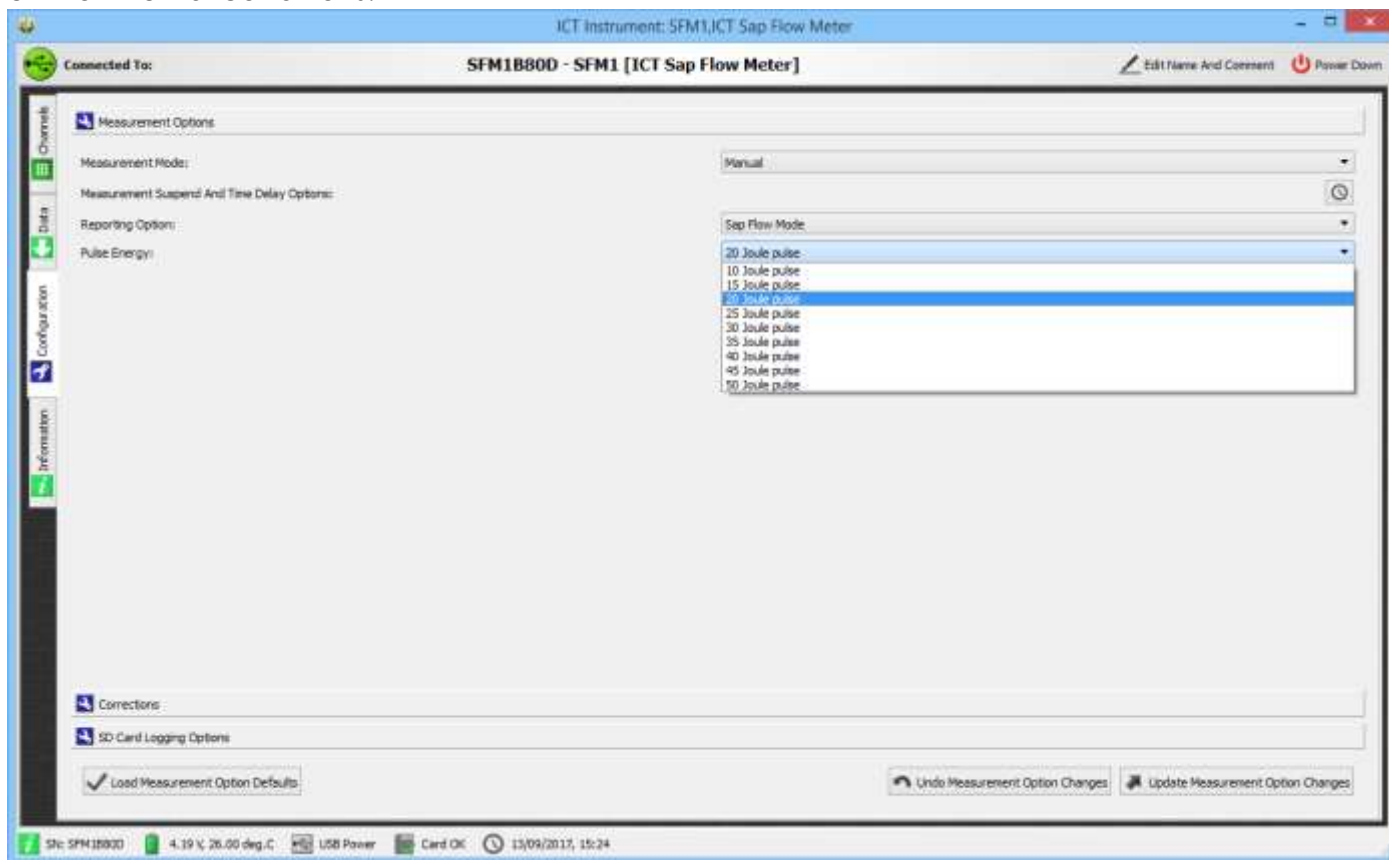 ICT Instrument: SFM1,ICT Sap Flow Meter
Connected To:
SFM1B80D - SFM1 [ICT Sap Flow Meter]
Edit Name And Comment
Power Down
Channels
Data
Configuration
Information
Measurement Options
Measurement Mode:
Manual
Measurement Suspend And Time Delay Options:
Reporting Option:
Sap Flow Mode
Pulse Energy:
20 Joule pulse
10 Joule pulse
15 Joule pulse
20 Joule pulse
25 Joule pulse
30 Joule pulse
35 Joule pulse
40 Joule pulse
45 Joule pulse
50 Joule pulse
Corrections
SD Card Logging Options
Load Measurement Option Defaults
Undo Measurement Option Changes
Update Measurement Option Changes
SN: SFM1B80D
4.19 V, 26.00 deg.C
USB Power
Card OK
13/09/2017, 15:24